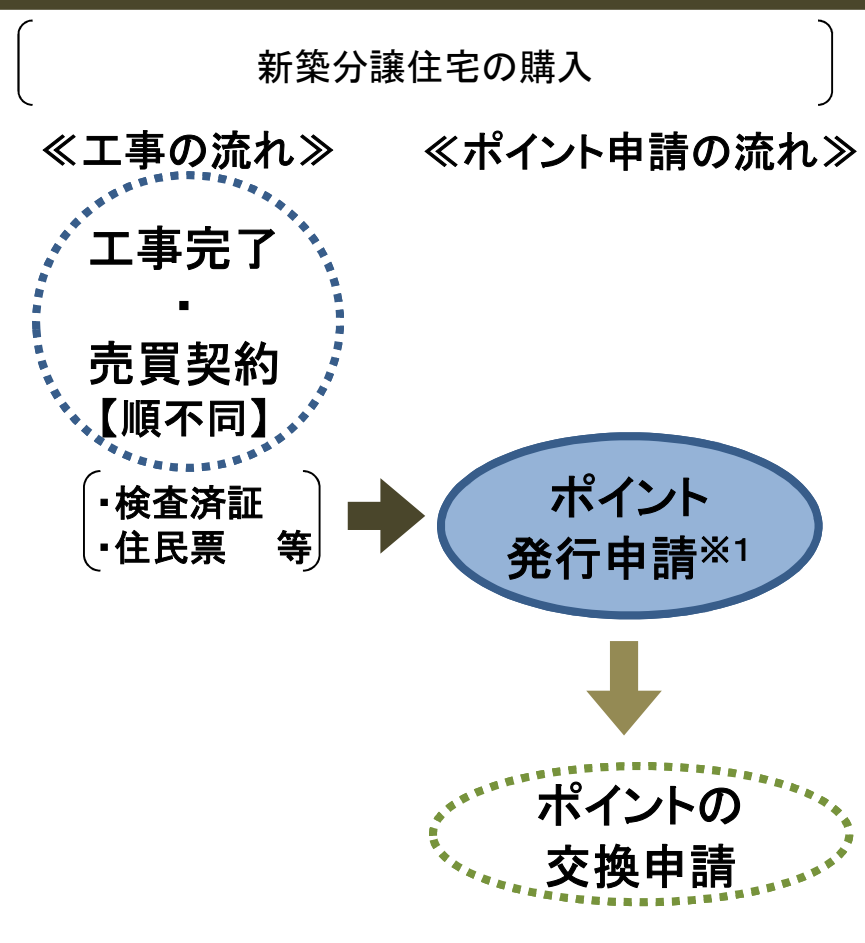 新築分譲住宅の購入
≪工事の流れ≫
≪ポイント申請の流れ≫
工事完了
・
売買契約
【順不同】
・検査済証
・住民票　等
ポイント
発行申請※1
ポイントの
交換申請